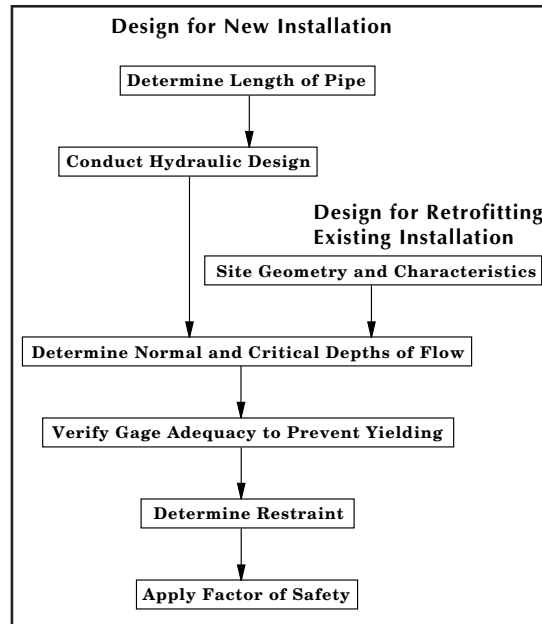 Design for New Installation
Determine Length of Pipe
Conduct Hydraulic Design
Design for Retrofitting
Existing Installation
Site Geometry and Characteristics
Determine Normal and Critical Depths of Flow
Verify Gage Adequacy to Prevent Yielding
Determine Restraint
Apply Factor of Safety